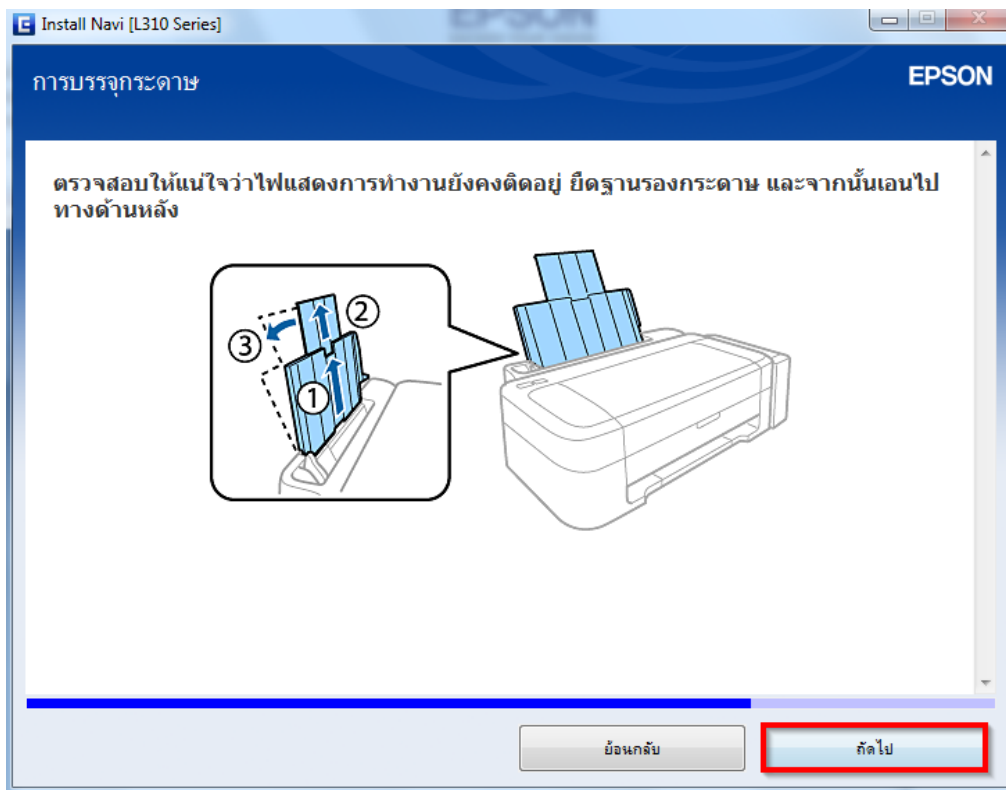 Install Navi [L310 Series]
EPSON
การบรรจุกระดาษ
EPSON
ตรวจสอบให้แน่ใจว่าไฟแสดงการทำงานยังคงติดอยู่ ยืดฐานรองกระดาษ และจากนั้นเอนไป
ทางด้านหลัง
③
②
①
ย้อนกลับ
ถัดไป